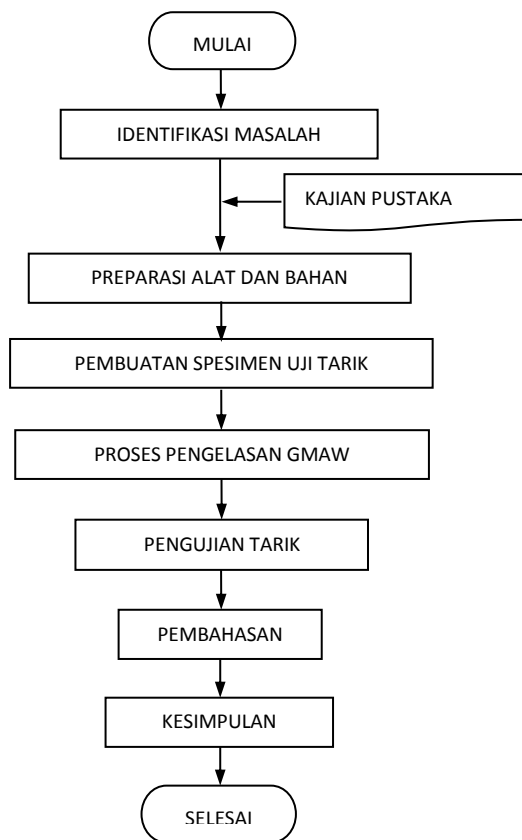 MULAI
IDENTIFIKASI MASALAH
KAJIAN PUSTAKA
PREPARASI ALAT DAN BAHAN
PEMBUATAN SPESIMEN UJI TARIK
PROSES PENGELASAN GMAW
PENGUJIAN TARIK
PEMBAHASAN
KESIMPULAN
SELESAI